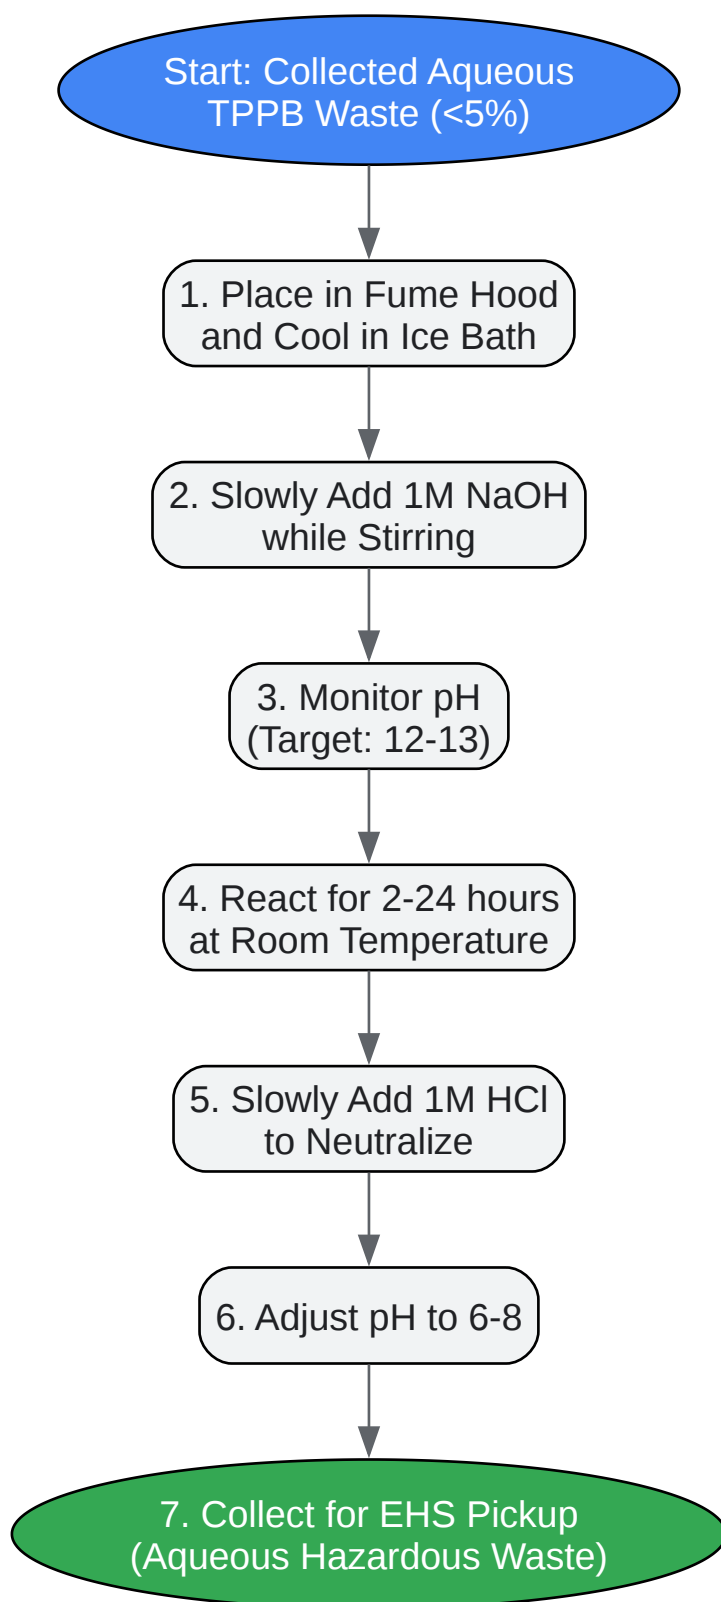 Start: Collected Aqueous
TPPB Waste (<5%)
1. Place in Fume Hood
and Cool in Ice Bath
2. Slowly Add 1M NaOH
while Stirring
3. Monitor pH
(Target: 12-13)
4. React for 2-24 hours
at Room Temperature
5. Slowly Add 1M HCl
to Neutralize
6. Adjust pH to 6-8
7. Collect for EHS Pickup
(Aqueous Hazardous Waste)